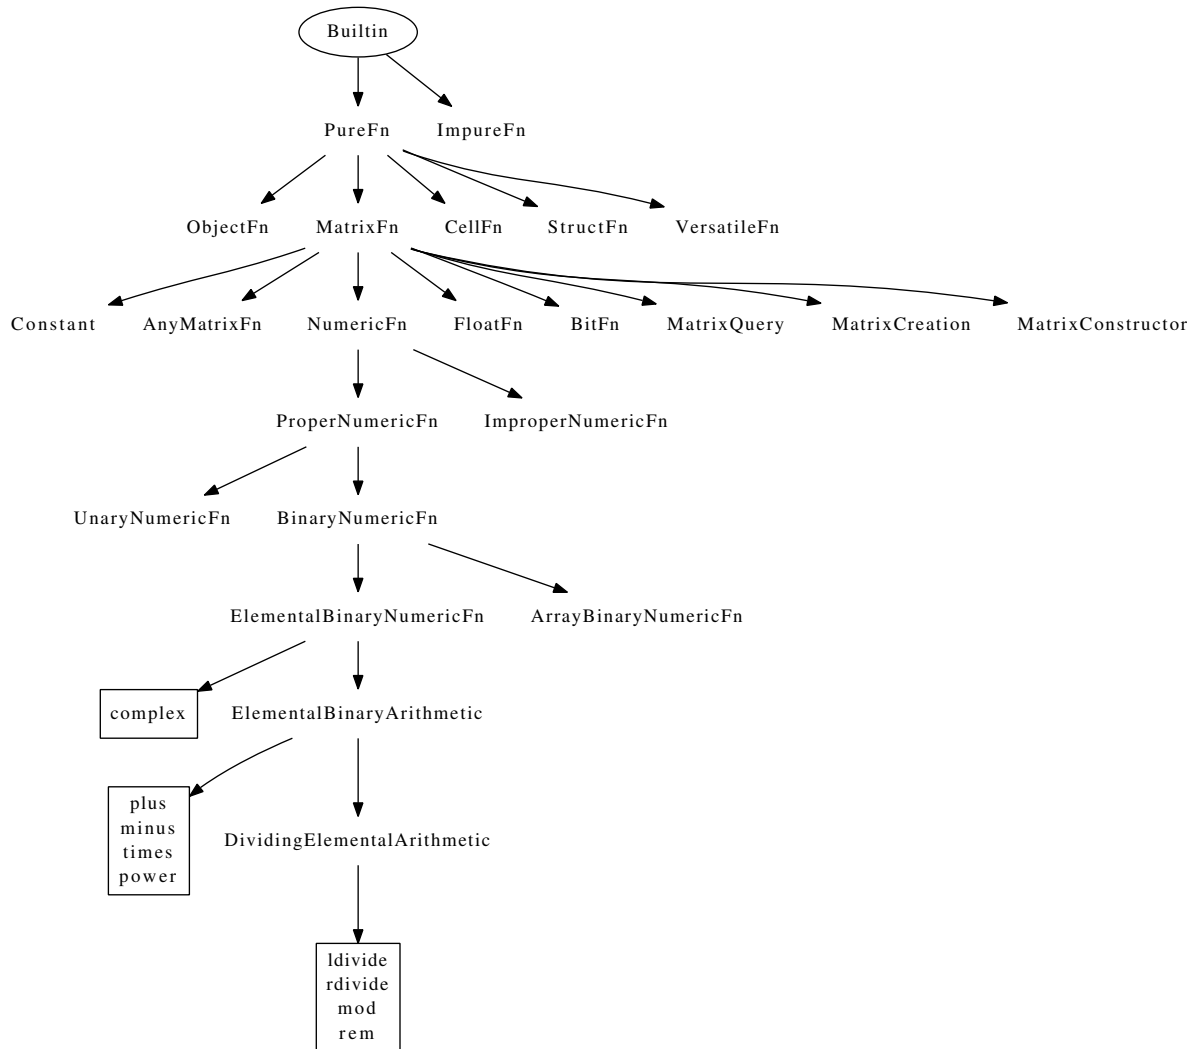 Builtin
PureFn
ImpureFn
ObjectFn
MatrixFn
CellFn
StructFn
VersatileFn
Constant
AnyMatrixFn
NumericFn
FloatFn
BitFn
MatrixQuery
MatrixCreation
MatrixConstructor
ProperNumericFn
ImproperNumericFn
UnaryNumericFn
BinaryNumericFn
ElementalBinaryNumericFn
ArrayBinaryNumericFn
complex
ElementalBinaryArithmetic
plus
minus
times
power
DividingElementalArithmetic
ldivide
rdivide
mod
rem